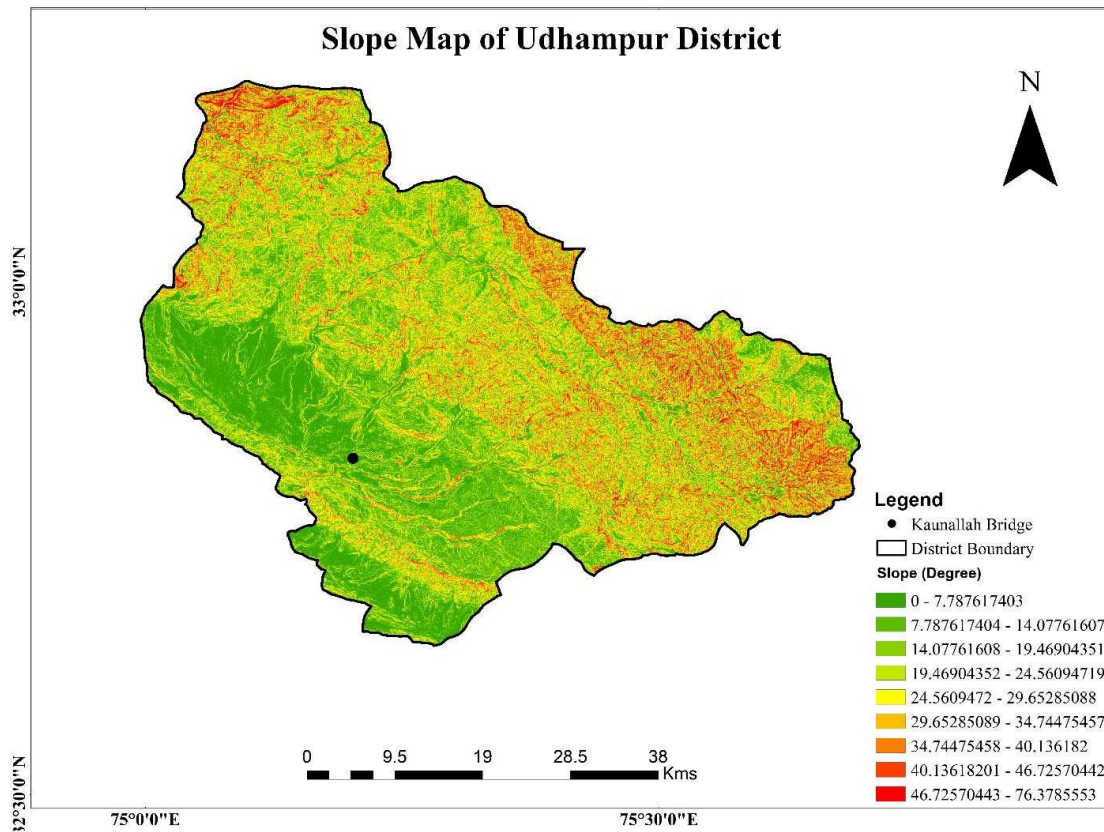 Slope Map of Udhampur District
N
33°0'0"N
Legend
Kaunallah Bridge
District Boundary
Slope (Degree)
0 - 7.787617403
7.787617404 - 14.07761607
14.07761608 - 19.46904351
19.46904352 - 24.56094719
24.5609472 - 29.65285088
29.65285089 - 34.74475457
34.74475458 - 40.136182
40.13618201 - 46.72570442
46.72570443 - 76.3785553
0 9.5 19 28.5 38
Kms
32°30'0"N
75°0'0"E 75°30'0"E